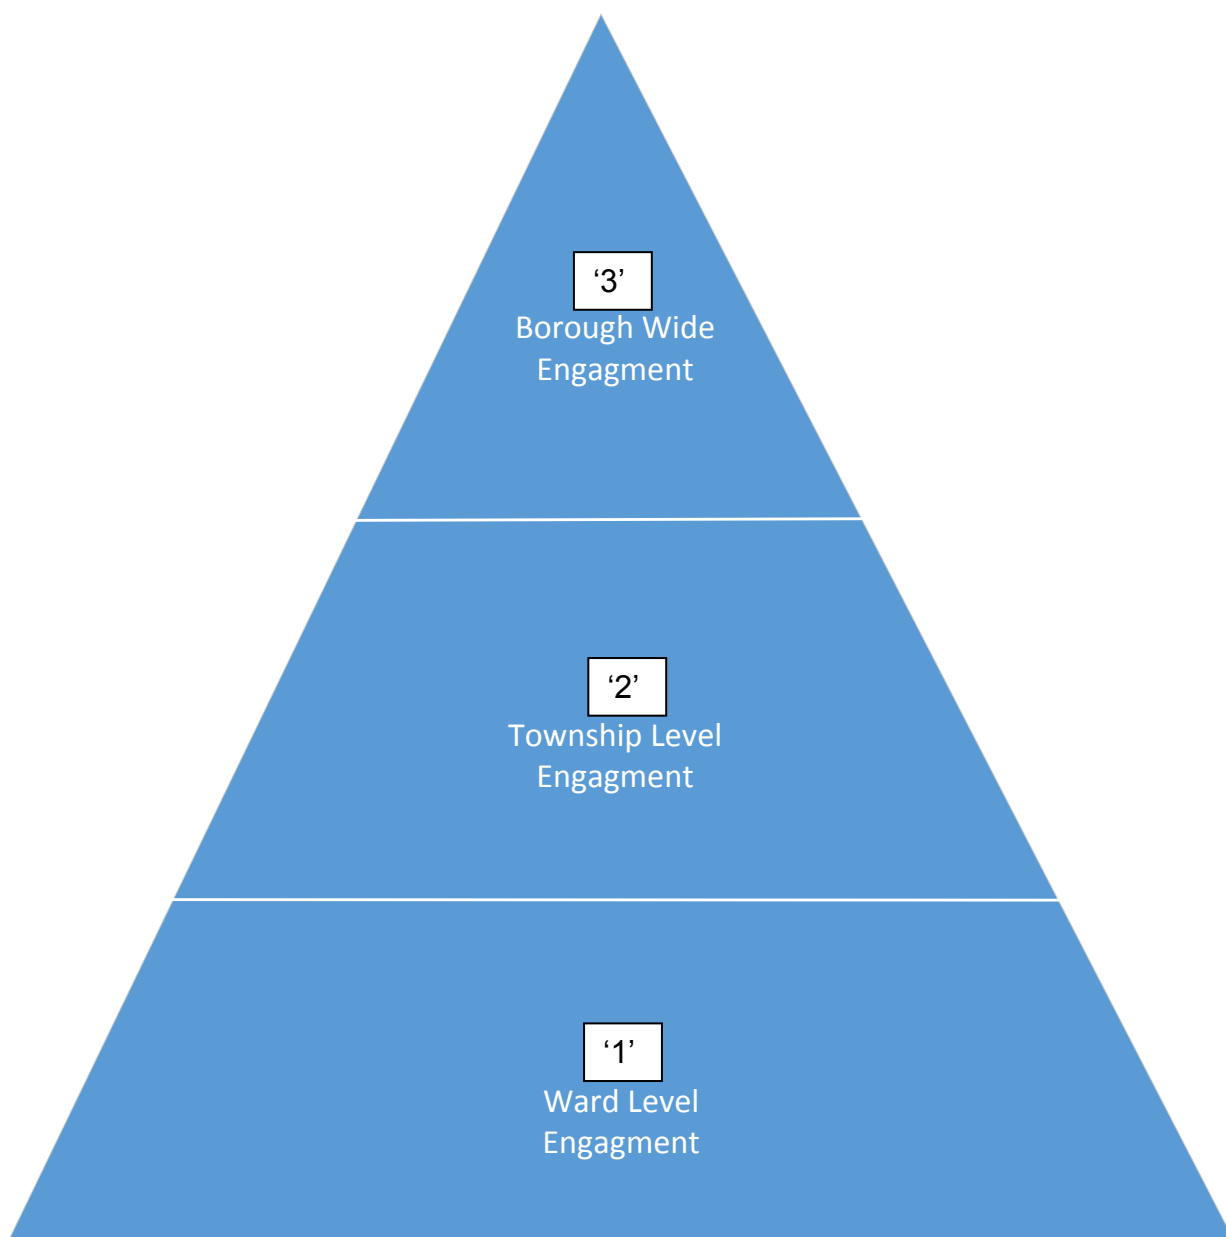 ‘3’
Borough Wide
Engagment
‘2’
Township Level
Engagment
‘1’
Ward Level
Engagment